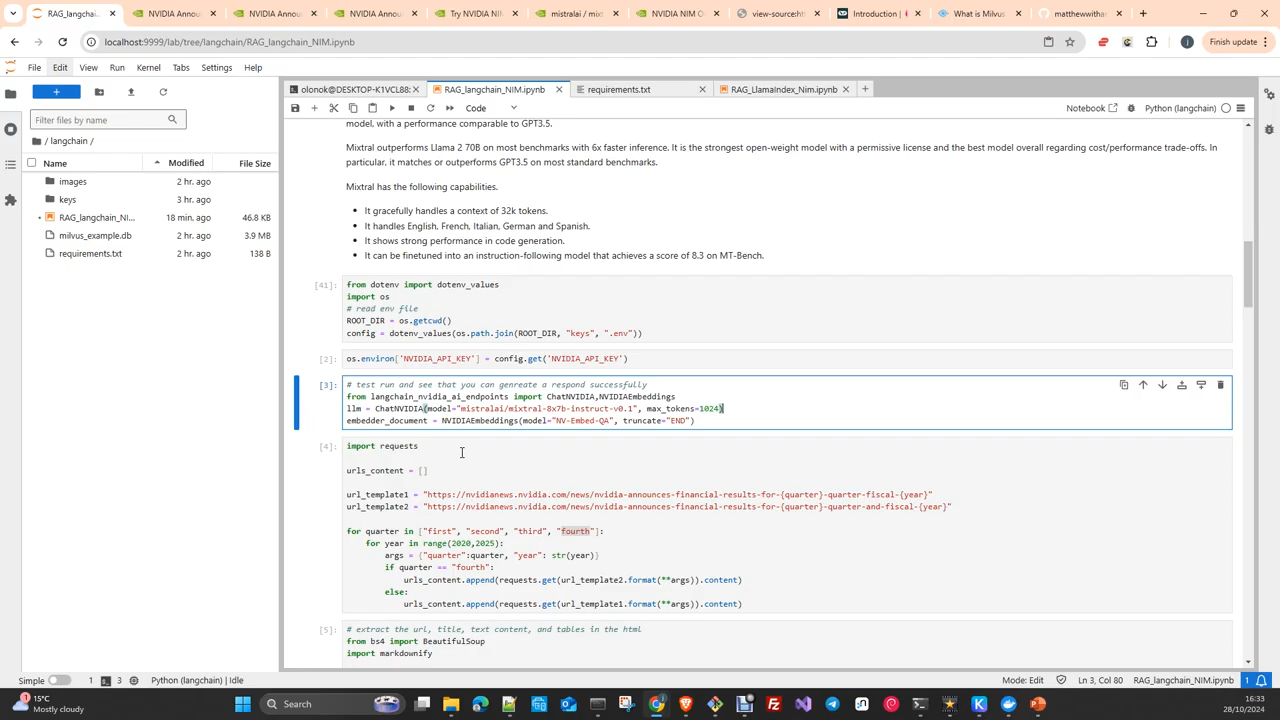 RAG_langchain_
NVIDIA Annou
NVIDIA Annou
NVIDIA Annou
Try NVIDIA NI
mistralai / mixt
NVIDIA NIM O
view-source:htt
Introduction |
What is Milvus
matthewwitha
localhost:9999/lab/tree/langchain/RAG_langchain_NIM.ipynb
Finish update
File Edit View Run Kernel Tabs Settings Help
olonok@DESKTOP-K1VCL88:
RAG_langchain_NIM.ipynb
requirements.txt
RAG_LlamaIndex_Nim.ipynb
Code
Notebook
Python (langchain)
Filter files by name
/ langchain /
Name Modified File Size
images 2 hr. ago
keys 3 hr. ago
RAG_langchain_NI... 18 min. ago 46.8 KB
milvus_example.db 2 hr. ago 3.9 MB
requirements.txt 2 hr. ago 138 B
model, with a performance comparable to GPT3.5.
Mixtral outperforms Llama 2 70B on most benchmarks with 6x faster inference. It is the strongest open-weight model with a permissive license and the best model overall regarding cost/performance trade-offs. In
particular, it matches or outperforms GPT3.5 on most standard benchmarks.
Mixtral has the following capabilities.
• It gracefully handles a context of 32k tokens.
• It handles English, French, Italian, German and Spanish.
• It shows strong performance in code generation.
• It can be finetuned into an instruction-following model that achieves a score of 8.3 on MT-Bench.
[41]: from dotenv import dotenv_values
import os
# read env file
ROOT_DIR = os.getcwd()
config = dotenv_values(os.path.join(ROOT_DIR, "keys", ".env"))
[2]: os.environ['NVIDIA_API_KEY'] = config.get('NVIDIA_API_KEY')
[3]: # test run and see that you can genreate a respond successfully
from langchain_nvidia_ai_endpoints import ChatNVIDIA,NVIDIAEmbeddings
llm = ChatNVIDIA(model="mistralai/mixtral-8x7b-instruct-v0.1", max_tokens=1024)
embedder_document = NVIDIAEmbeddings(model="NV-Embed-QA", truncate="END")
[4]: import requests
urls_content = []
url_template1 = "https://nvidianews.nvidia.com/news/nvidia-announces-financial-results-for-{quarter}-quarter-fiscal-{year}"
url_template2 = "https://nvidianews.nvidia.com/news/nvidia-announces-financial-results-for-{quarter}-quarter-and-fiscal-{year}"
for quarter in ["first", "second", "third", "fourth"]:
for year in range(2020,2025):
args = {"quarter":quarter, "year": str(year)}
if quarter == "fourth":
urls_content.append(requests.get(url_template2.format(**args)).content)
else:
urls_content.append(requests.get(url_template1.format(**args)).content)
[5]: # extract the url, title, text content, and tables in the html
from bs4 import BeautifulSoup
import markdownify
Simple 1 3 Python (langchain) | Idle
Mode: Edit Ln 3, Col 80 RAG_langchain_NIM.ipynb 1
15°C
Mostly cloudy
Search
16:33
28/10/2024